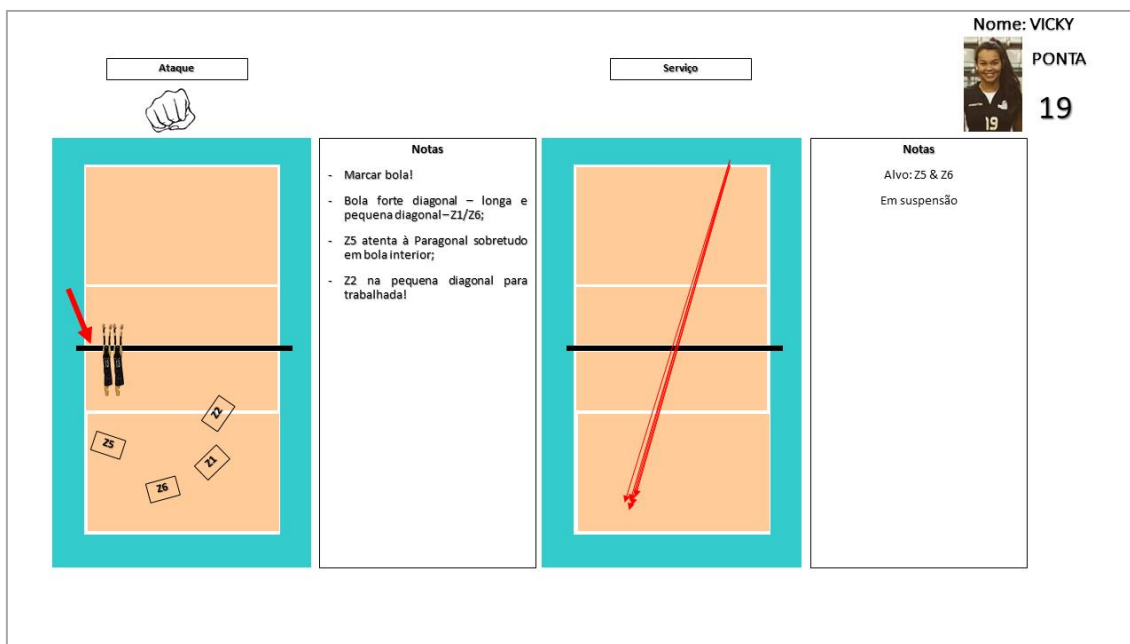 Nome: VICKY
PONTA
19
19
Ataque
Serviço
Notas
- Marcar bola!
- Bola forte diagonal – longa e
pequena diagonal – Z1/Z6;
- Z5 atenta à Paragonal sobretudo
em bola interior;
- Z2 na pequena diagonal para
trabalhada!
Z2
Z5
Z1
Z6
Notas
Alvo: Z5 & Z6
Em suspensão